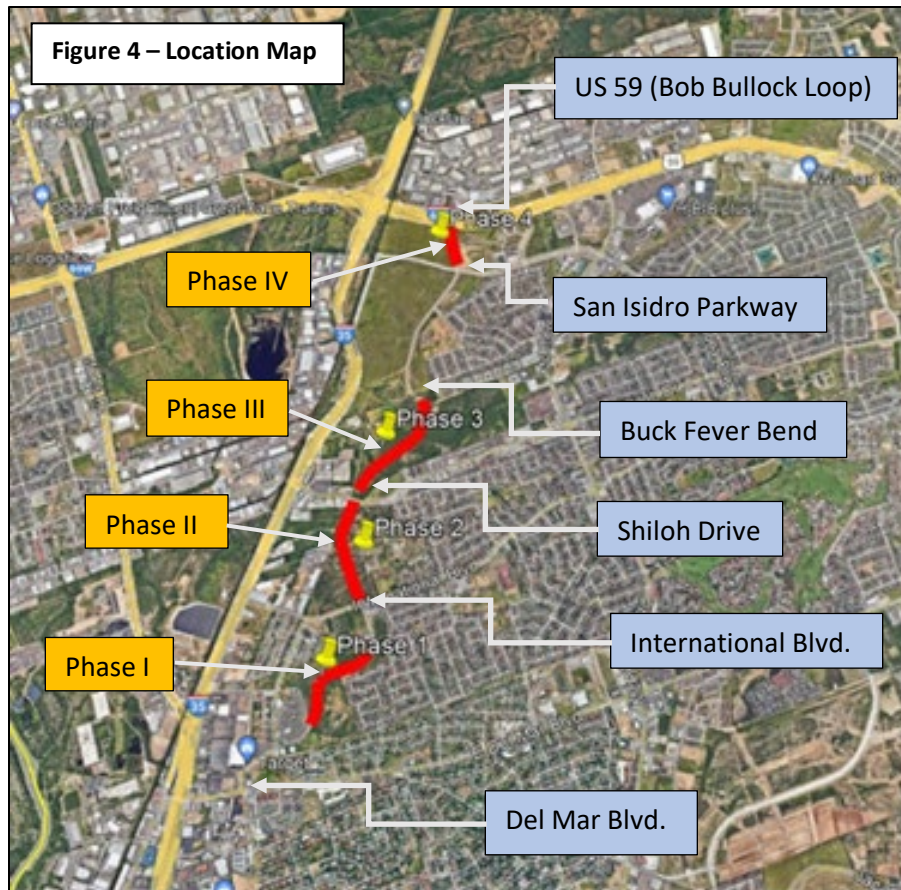 Figure 4 – Location Map
US 59 (Bob Bullock Loop)
Phase 4
Phase IV
San Isidro Parkway
35
Phase III
Phase 3
Buck Fever Bend
Phase II
Phase 2
Shiloh Drive
International Blvd.
Phase 1
Phase I
35
Target
Del Mar Blvd.